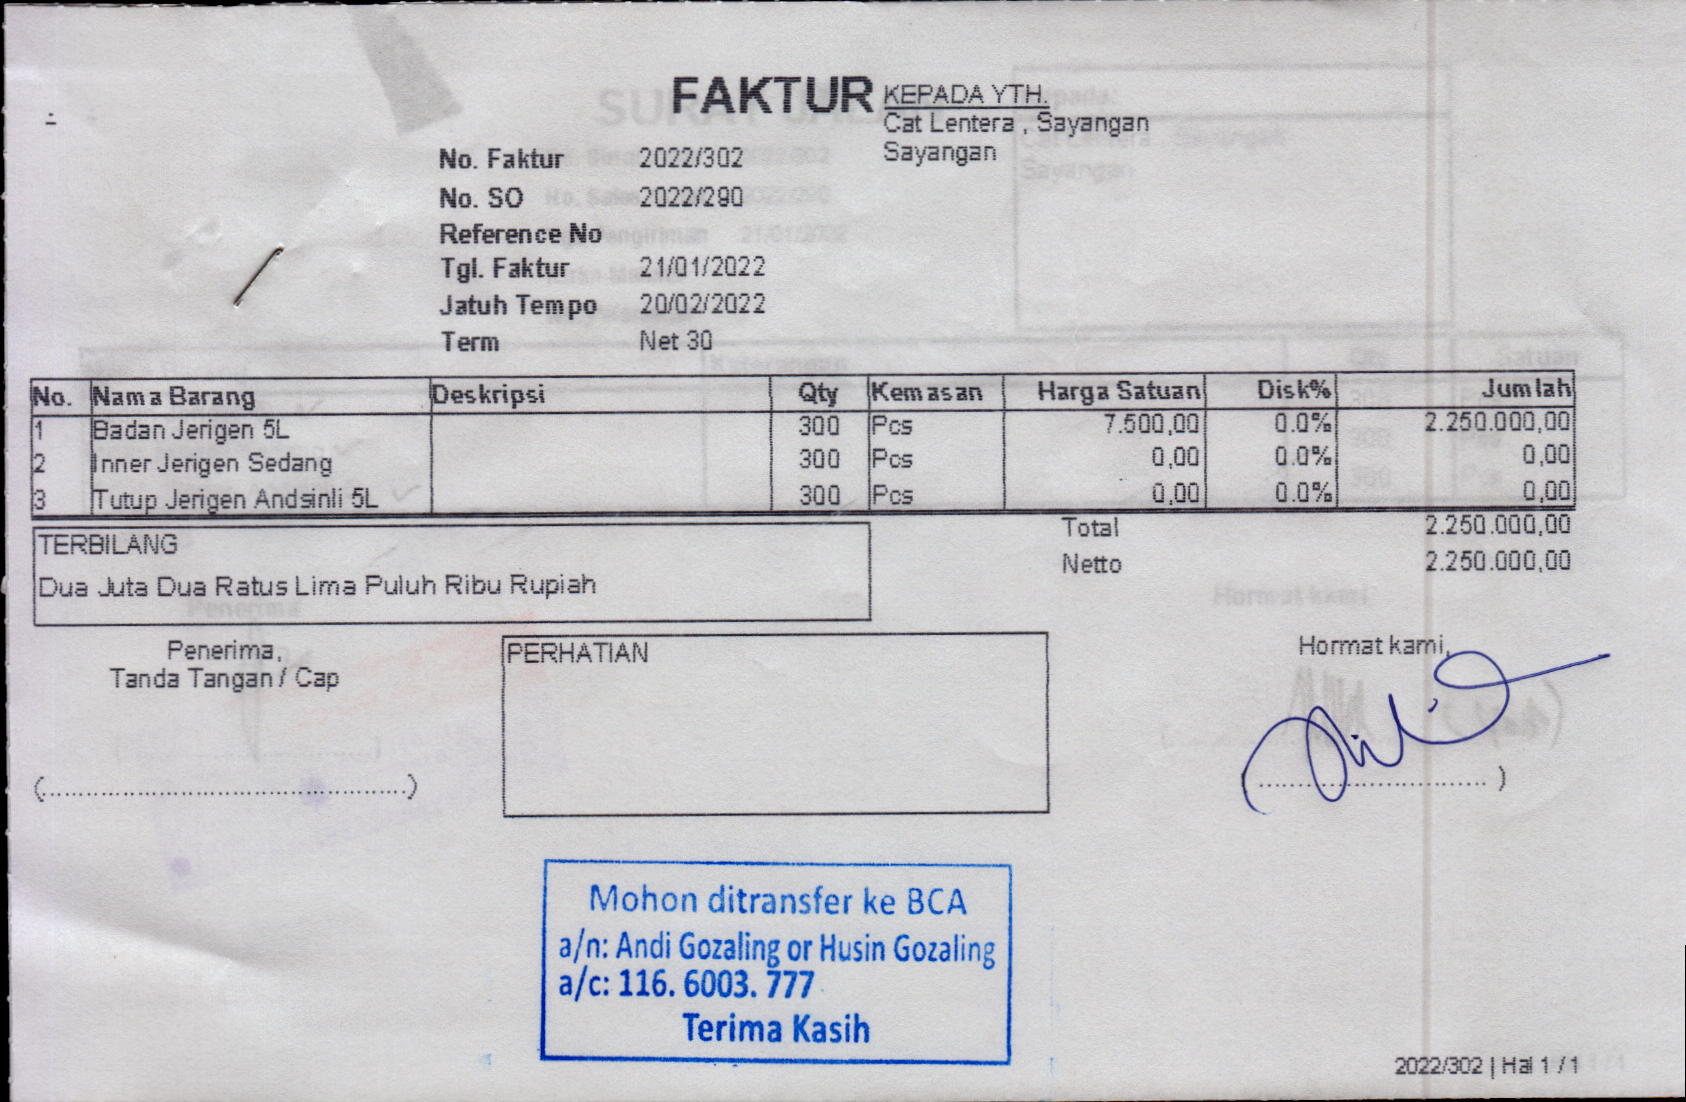 FAKTUR
KEPADA YTH.
Cat Lentera , Sayangan
Sayangan
No. Faktur 2022/302
No. SO 2022/290
Reference No
Tgl. Faktur 21/01/2022
Jatuh Tempo 20/02/2022
Term Net 30
No. Nama Barang Deskripsi Qty Kemasan Harga Satuan Disk% Jumlah
1 Badan Jerigen 5L 300 Pcs 7.500,00 0.0% 2.250.000,00
2 Inner Jerigen Sedang 300 Pcs 0,00 0.0% 0,00
3 Tutup Jerigen Andsinli 5L 300 Pcs 0,00 0.0% 0,00
Total 2.250.000,00
Netto 2.250.000,00
TERBILANG
Dua Juta Dua Ratus Lima Puluh Ribu Rupiah
Penerima,
Tanda Tangan / Cap
PERHATIAN
Hormat kami,
Mohon ditransfer ke BCA
a/n: Andi Gozaling or Husin Gozaling
a/c: 116. 6003. 777
Terima Kasih
2022/302 | Hal 1 / 1